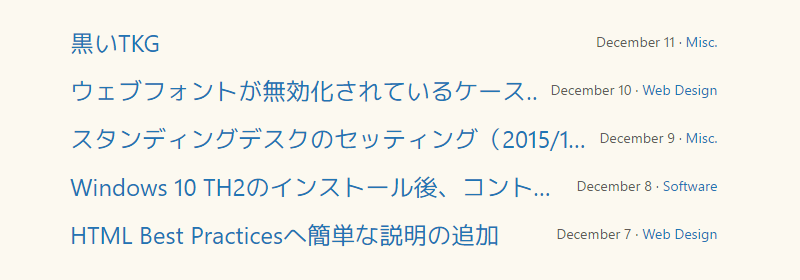 黒いTKG December 11 · Misc.
ウェブフォントが無効化されているケース.. December 10 · Web Design
スタンディングデスクのセッティング（2015/1... December 9 · Misc.
Windows 10 TH2のインストール後、コント... December 8 · Software
HTML Best Practicesへ簡単な説明の追加 December 7 · Web Design